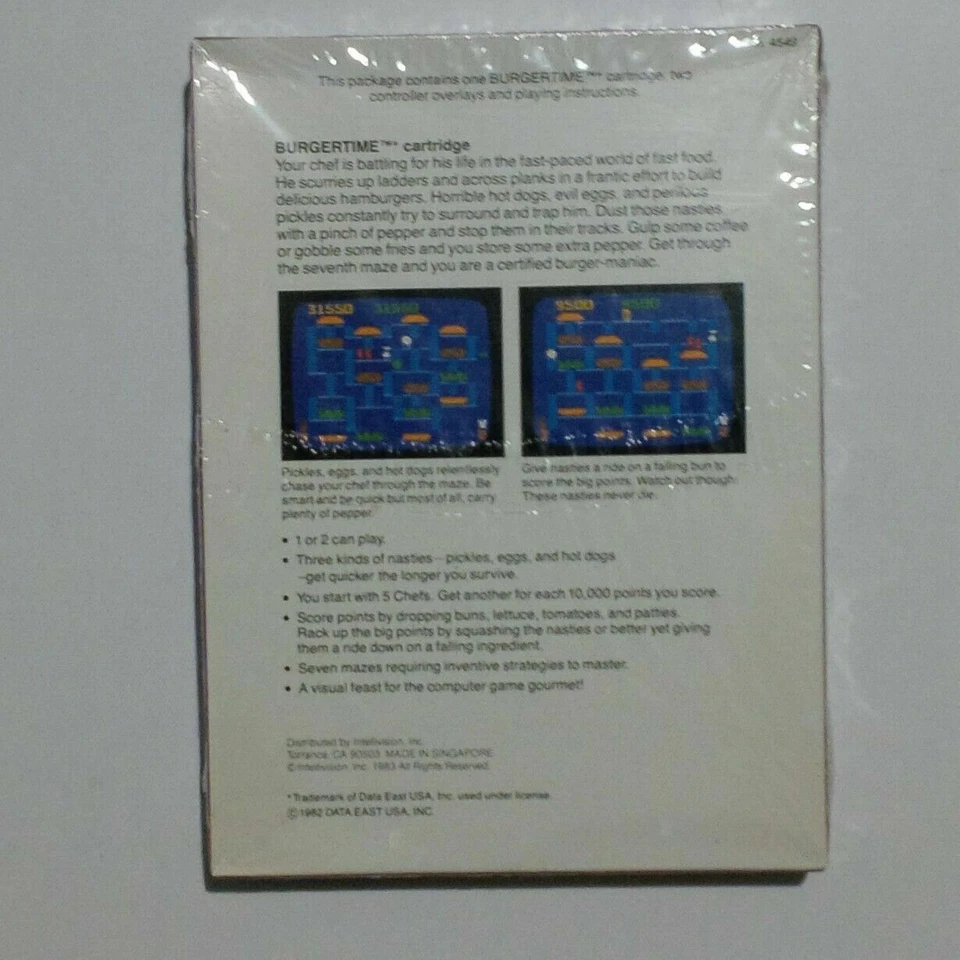 4549
This package contains one BURGERTIME™* cartridge, two
controller overlays and playing instructions.
BURGERTIME™* cartridge
Your chef is battling for his life in the fast-paced world of fast food.
He scurries up ladders and across planks in a frantic effort to build
delicious hamburgers. Horrible hot dogs, evil eggs, and perilous
pickles constantly try to surround and trap him. Dust those nasties
with a pinch of pepper and stop them in their tracks. Gulp some coffee
or gobble some fries and you store some extra pepper. Get through
the seventh maze and you are a certified burger-maniac.
31550 31550
9500 9500
Pickles, eggs, and hot dogs relentlessly
chase your chef through the maze. Be
smart and be quick but most of all, carry
plenty of pepper.
Give nasties a ride on a falling bun to
score the big points. Watch out though.
These nasties never die.
• 1 or 2 can play.
• Three kinds of nasties—pickles, eggs, and hot dogs
–get quicker the longer you survive.
• You start with 5 Chefs. Get another for each 10,000 points you score.
• Score points by dropping buns, lettuce, tomatoes, and patties.
Rack up the big points by squashing the nasties or better yet giving
them a ride down on a falling ingredient.
• Seven mazes requiring inventive strategies to master.
• A visual feast for the computer game gourmet!
Distributed by Intellivision, Inc.
Torrance, CA 90503. MADE IN SINGAPORE
© Intellivision, Inc. 1983 All Rights Reserved.
*Trademark of Data East USA, Inc. used under license.
©1982 DATA EAST USA, INC.